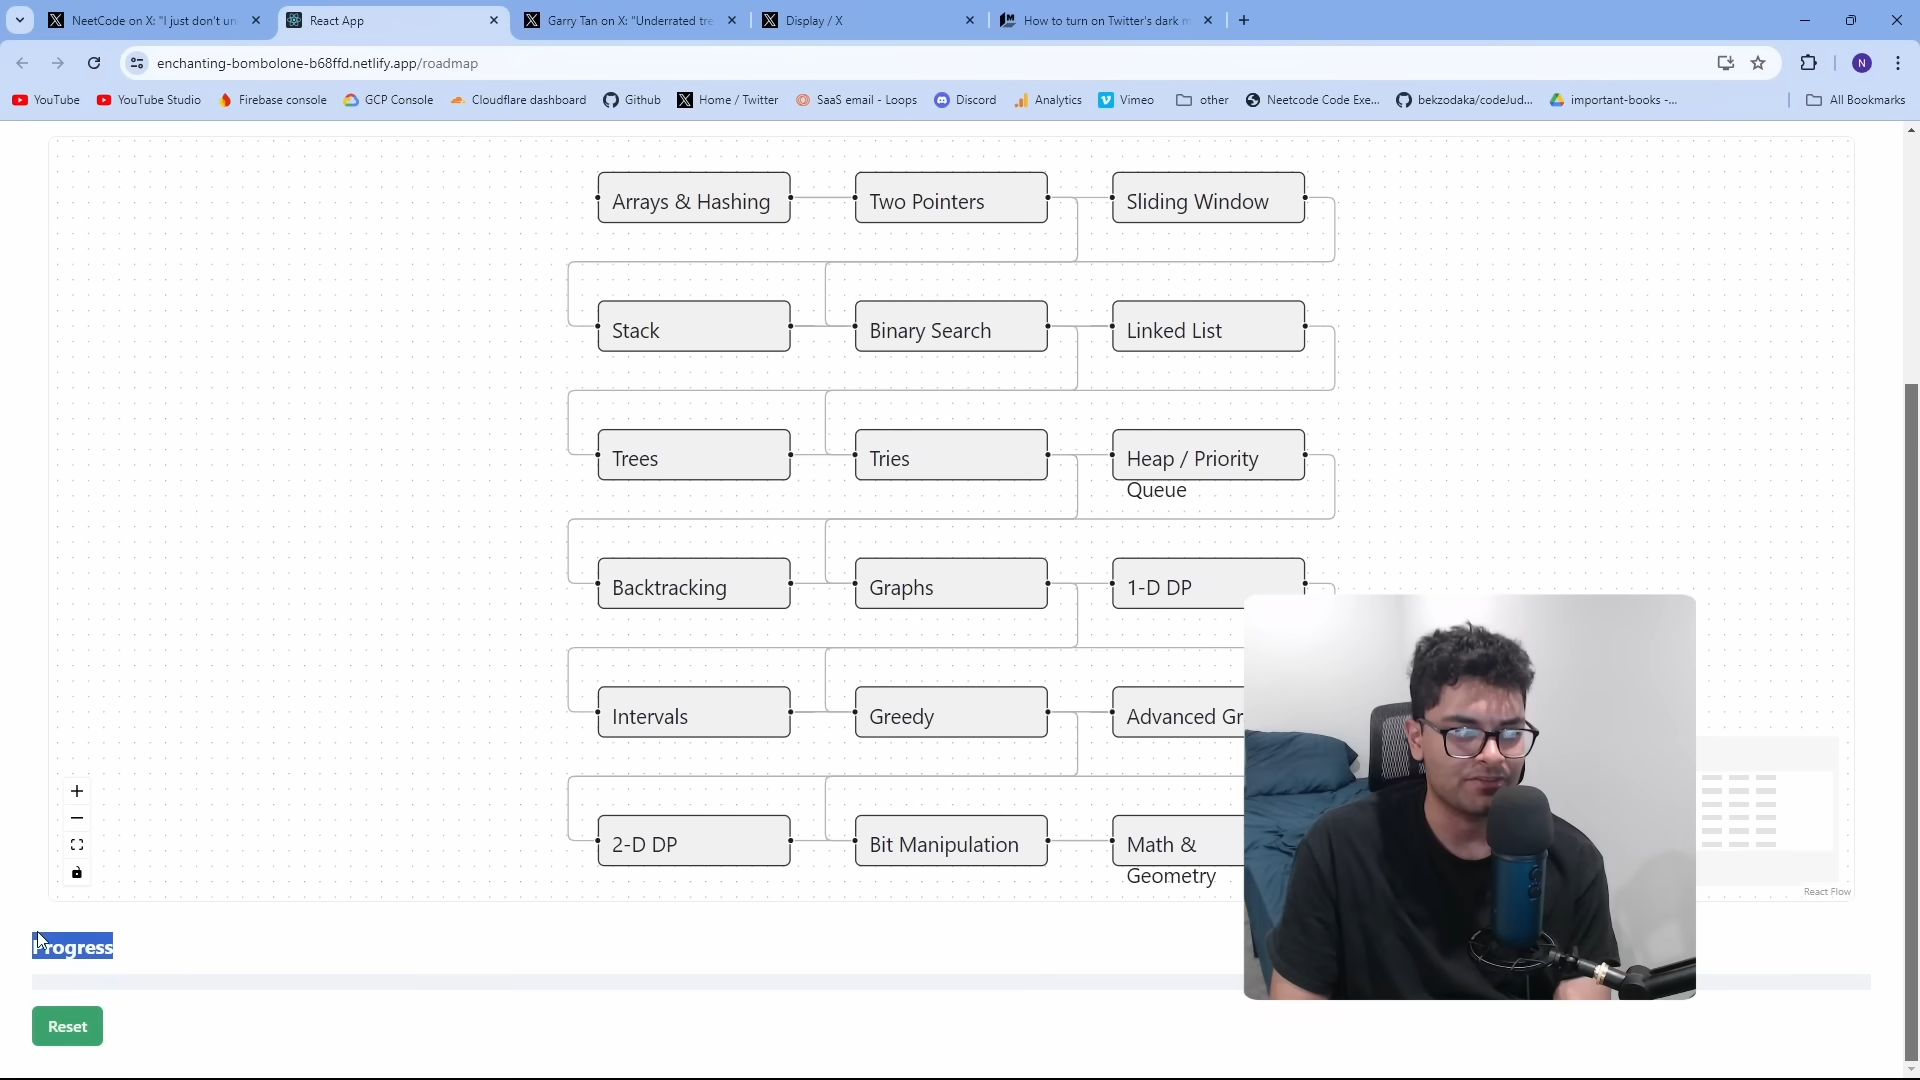 NeetCode on X: "I just don't un
React App
Garry Tan on X: "Underrated tre
Display / X
How to turn on Twitter's dark m
enchanting-bombolone-b68ffd.netlify.app/roadmap
N
YouTube
YouTube Studio
Firebase console
GCP Console
Cloudflare dashboard
Github
Home / Twitter
SaaS email - Loops
Discord
Analytics
Vimeo
other
Neetcode Code Exe...
bekzodaka/codeJud...
important-books -...
All Bookmarks
Arrays & Hashing
Two Pointers
Sliding Window
Stack
Binary Search
Linked List
Trees
Tries
Heap / Priority
Queue
Backtracking
Graphs
1-D DP
Intervals
Greedy
Advanced Gr
2-D DP
Bit Manipulation
Math &
Geometry
React Flow
Progress
Reset